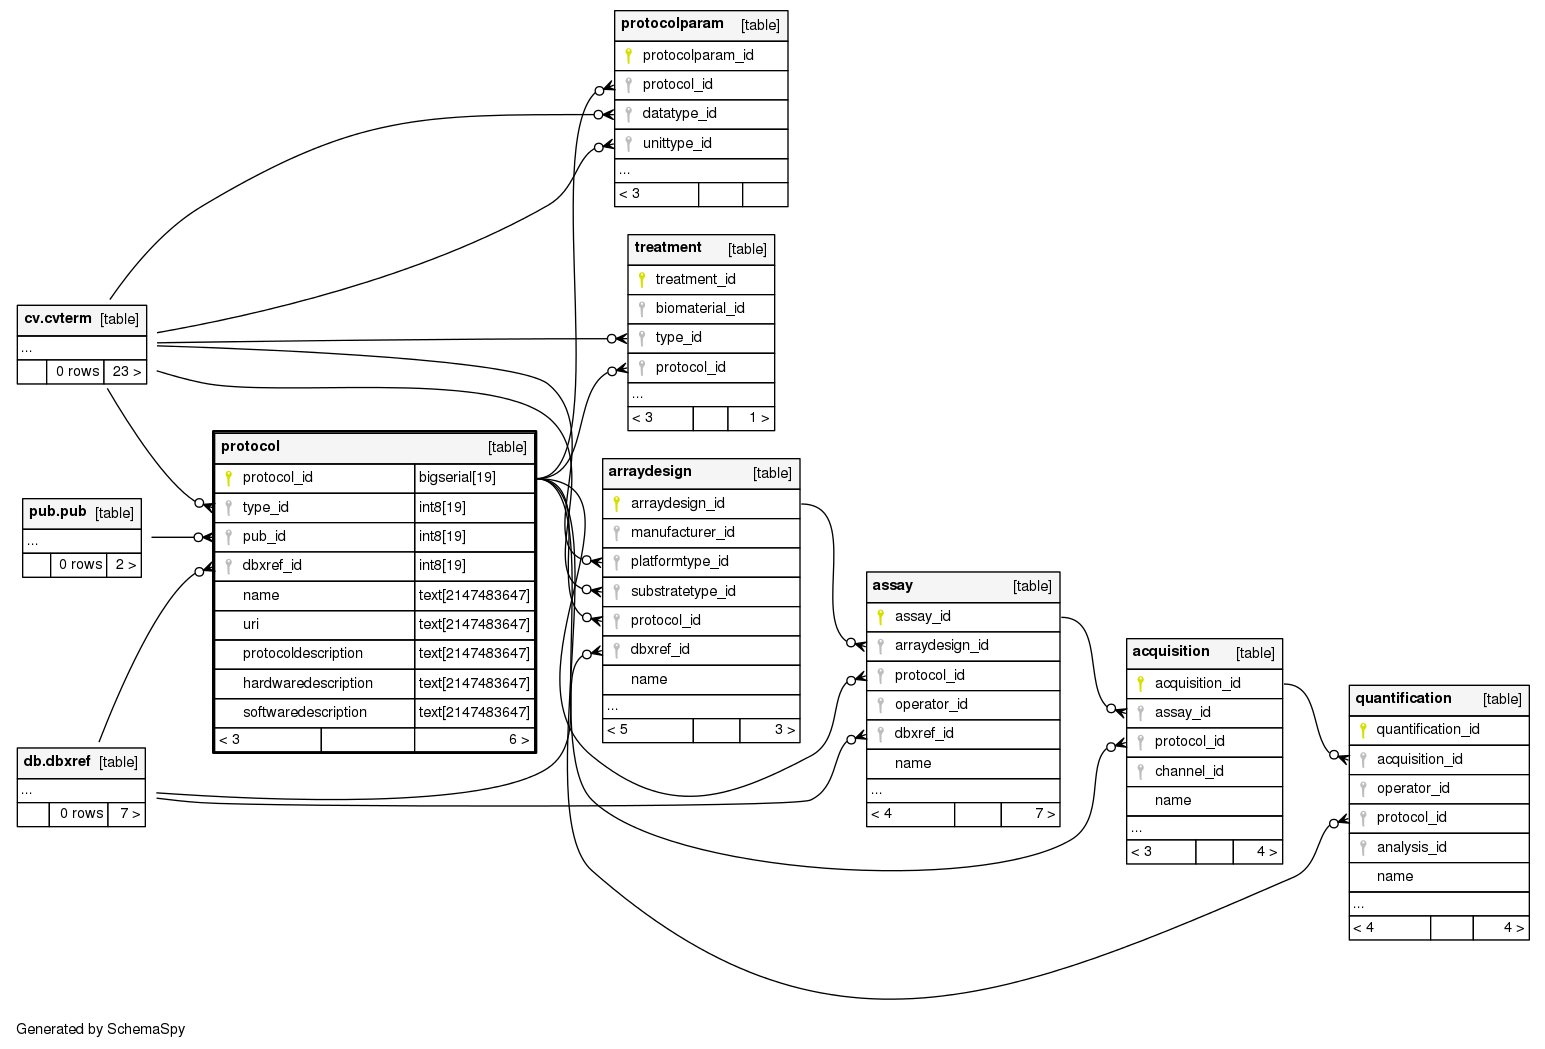 protocolparam [table]
protocolparam_id
protocol_id
datatype_id
unittype_id
...
< 3
treatment [table]
treatment_id
biomaterial_id
type_id
protocol_id
...
< 3 1 >
cv.cvterm [table]
...
0 rows 23 >
pub.pub [table]
...
0 rows 2 >
db.dbxref [table]
...
0 rows 7 >
protocol [table]
protocol_id bigserial[19]
type_id int8[19]
pub_id int8[19]
dbxref_id int8[19]
name text[2147483647]
uri text[2147483647]
protocoldescription text[2147483647]
hardwaredescription text[2147483647]
softwaredescription text[2147483647]
< 3 6 >
arraydesign [table]
arraydesign_id
manufacturer_id
platformtype_id
substratetype_id
protocol_id
dbxref_id
name
...
< 5 3 >
assay [table]
assay_id
arraydesign_id
protocol_id
operator_id
dbxref_id
name
...
< 4 7 >
acquisition [table]
acquisition_id
assay_id
protocol_id
channel_id
name
...
< 3 4 >
quantification [table]
quantification_id
acquisition_id
operator_id
protocol_id
analysis_id
name
...
< 4 4 >
Generated by SchemaSpy